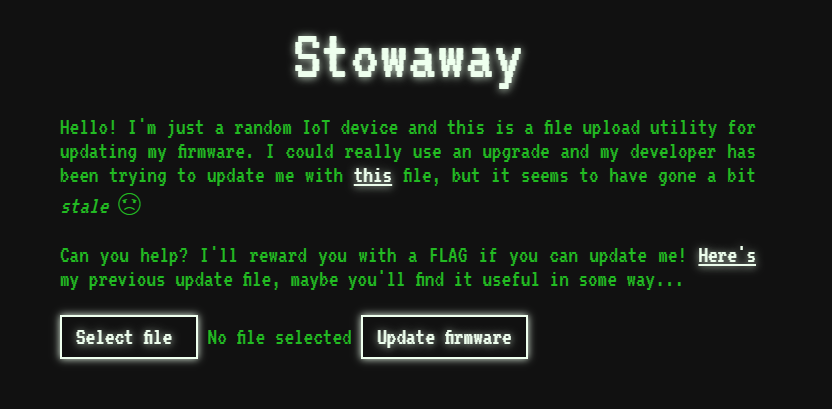 Stowaway
Hello! I'm just a random IoT device and this is a file upload utility for
updating my firmware. I could really use an upgrade and my developer has
been trying to update me with this file, but it seems to have gone a bit
stale
Can you help? I'll reward you with a FLAG if you can update me! Here's
my previous update file, maybe you'll find it useful in some way...
Select file No file selected Update firmware